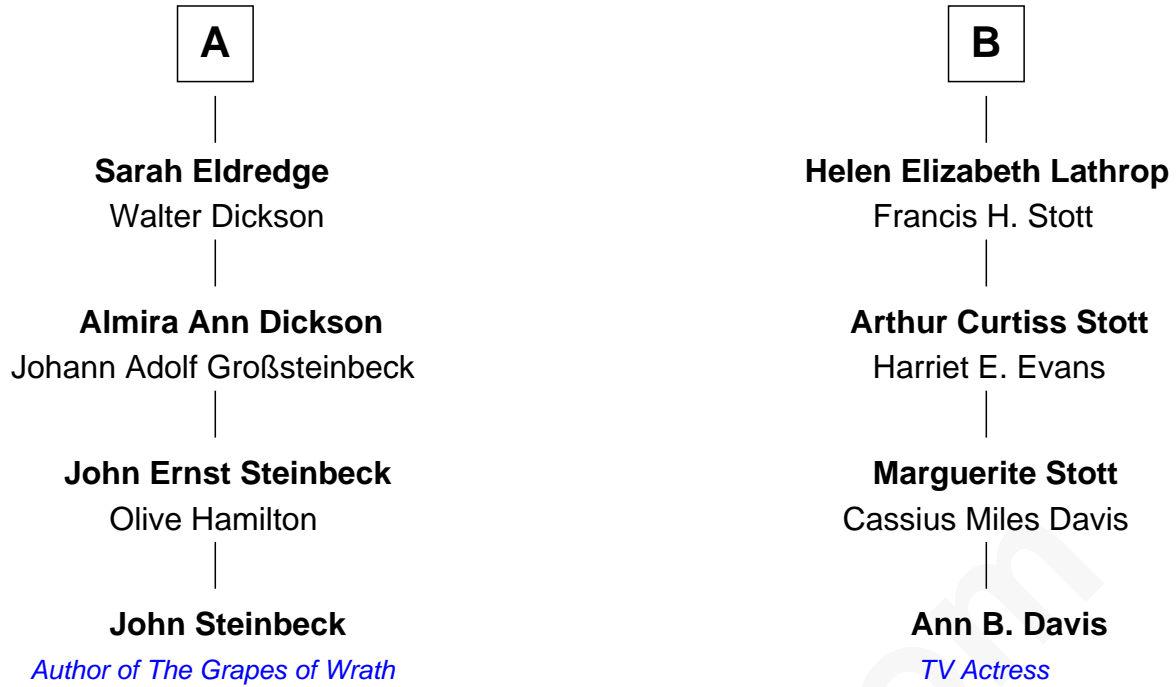 A
Sarah Eldredge
Walter Dickson
Almira Ann Dickson
Johann Adolf Großsteinbeck
John Ernst Steinbeck
Olive Hamilton
John Steinbeck
Author of The Grapes of Wrath
B
Helen Elizabeth Lathrop
Francis H. Stott
Arthur Curtiss Stott
Harriet E. Evans
Marguerite Stott
Cassius Miles Davis
Ann B. Davis
TV Actress